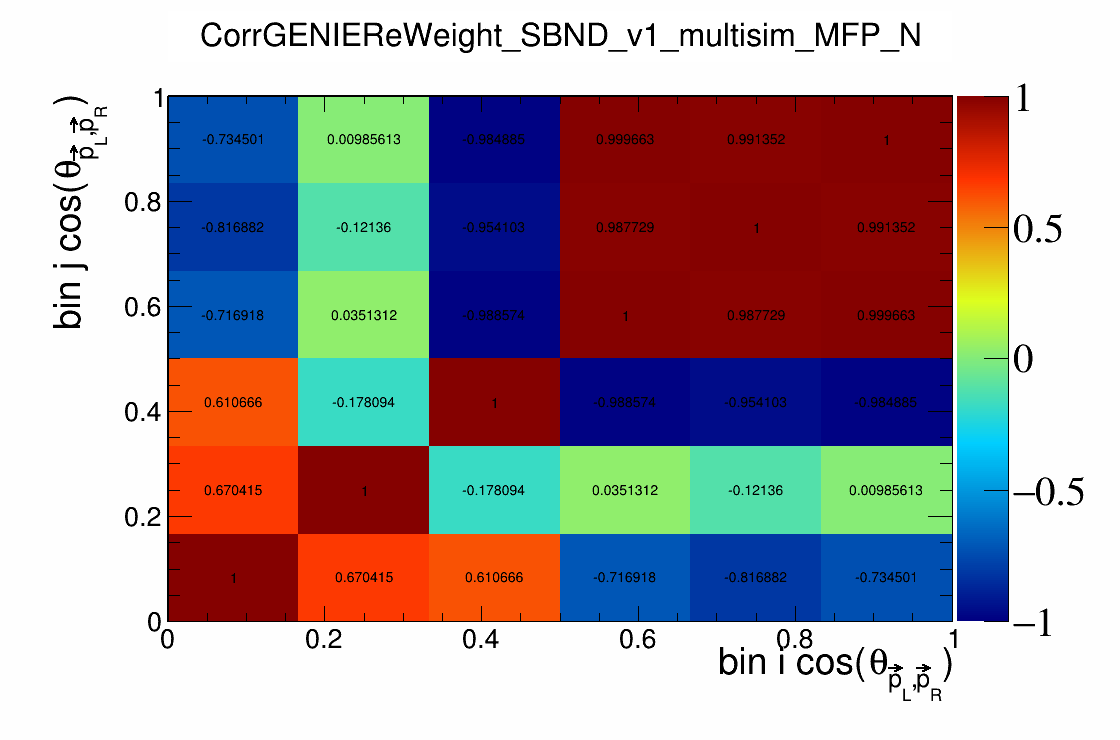 CorrGENIEReWeight_SBND_v1_multisim_MFP_N
bin j cos(θp⃗L,p⃗R)
1
0.8
0.6
0.4
0.2
0
-0.734501 0.00985613 -0.984885 0.999663 0.991352 1
-0.816882 -0.12136 -0.954103 0.987729 1 0.991352
-0.716918 0.0351312 -0.988574 1 0.987729 0.999663
0.610666 -0.178094 1 -0.988574 -0.954103 -0.984885
0.670415 1 -0.178094 0.0351312 -0.12136 0.00985613
1 0.670415 0.610666 -0.716918 -0.816882 -0.734501
0 0.2 0.4 0.6 0.8 1
bin i cos(θp⃗L,p⃗R)
1
0.5
0
−0.5
−1